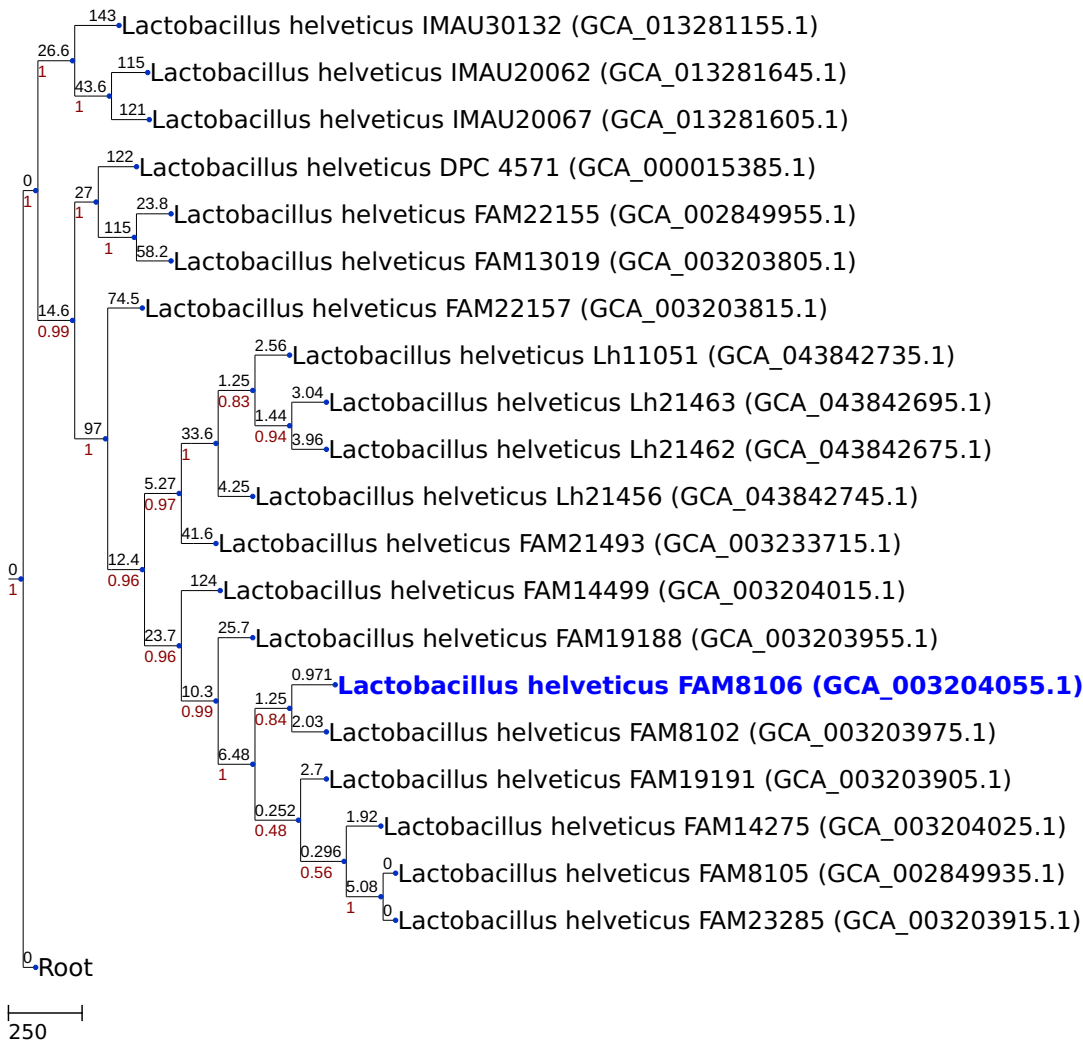 143 Lactobacillus helveticus IMAU30132 (GCA_013281155.1)
26.6
1
115 Lactobacillus helveticus IMAU20062 (GCA_013281645.1)
43.6
1
121 Lactobacillus helveticus IMAU20067 (GCA_013281605.1)
122 Lactobacillus helveticus DPC 4571 (GCA_000015385.1)
0
1
27
1
23.8 Lactobacillus helveticus FAM22155 (GCA_002849955.1)
115
1
58.2 Lactobacillus helveticus FAM13019 (GCA_003203805.1)
14.6
0.99
74.5 Lactobacillus helveticus FAM22157 (GCA_003203815.1)
2.56 Lactobacillus helveticus Lh11051 (GCA_043842735.1)
1.25
0.83
3.04 Lactobacillus helveticus Lh21463 (GCA_043842695.1)
1.44
0.94
97
1
33.6
1
3.96 Lactobacillus helveticus Lh21462 (GCA_043842675.1)
5.27
0.97
4.25 Lactobacillus helveticus Lh21456 (GCA_043842745.1)
41.6 Lactobacillus helveticus FAM21493 (GCA_003233715.1)
12.4
0.96
0
1
124 Lactobacillus helveticus FAM14499 (GCA_003204015.1)
23.7
0.96
25.7 Lactobacillus helveticus FAM19188 (GCA_003203955.1)
10.3
0.99
0.971 Lactobacillus helveticus FAM8106 (GCA_003204055.1)
1.25
0.84
2.03 Lactobacillus helveticus FAM8102 (GCA_003203975.1)
6.48
1
2.7 Lactobacillus helveticus FAM19191 (GCA_003203905.1)
0.252
0.48
1.92 Lactobacillus helveticus FAM14275 (GCA_003204025.1)
0.296
0.56
0 Lactobacillus helveticus FAM8105 (GCA_002849935.1)
5.08
1
0 Lactobacillus helveticus FAM23285 (GCA_003203915.1)
0 Root
250